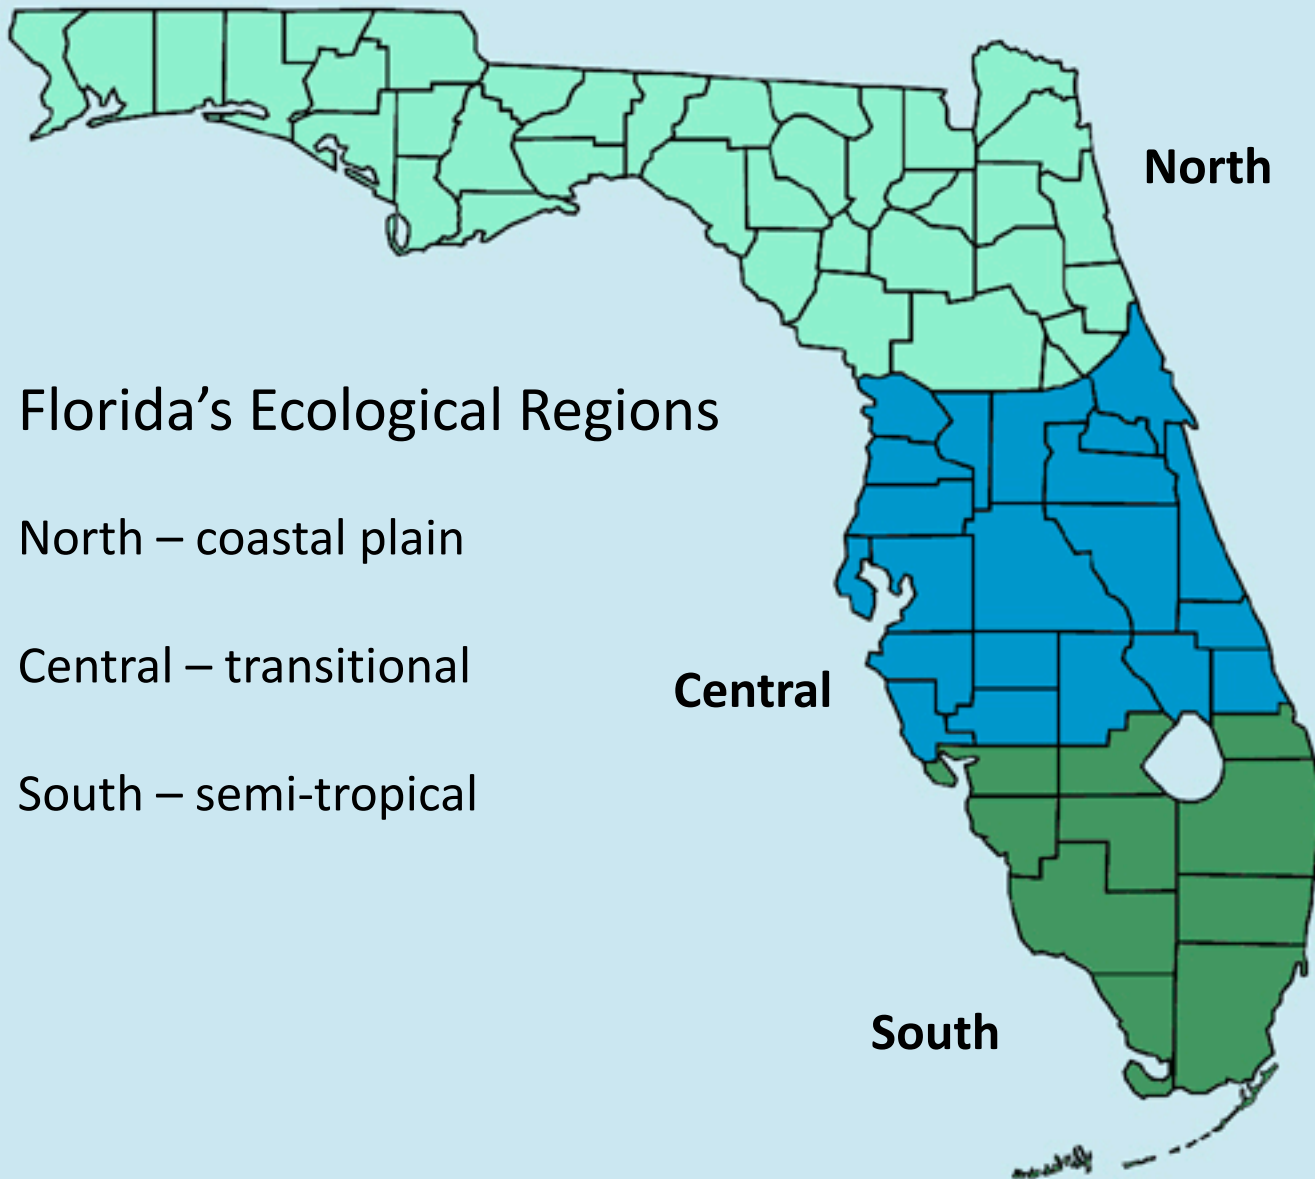 North
Florida’s Ecological Regions
North – coastal plain
Central – transitional
Central
South – semi-tropical
South